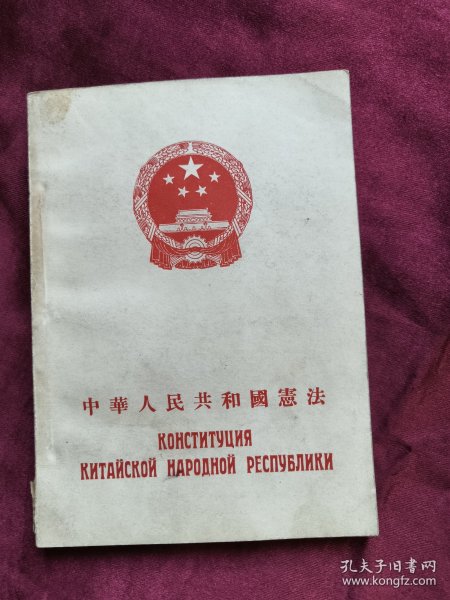 中華人民共和國憲法
КОНСТИТУЦИЯ
КИТАЙСКОЙ НАРОДНОЙ РЕСПУБЛИКИ
孔夫子旧书网
www.kongfz.com